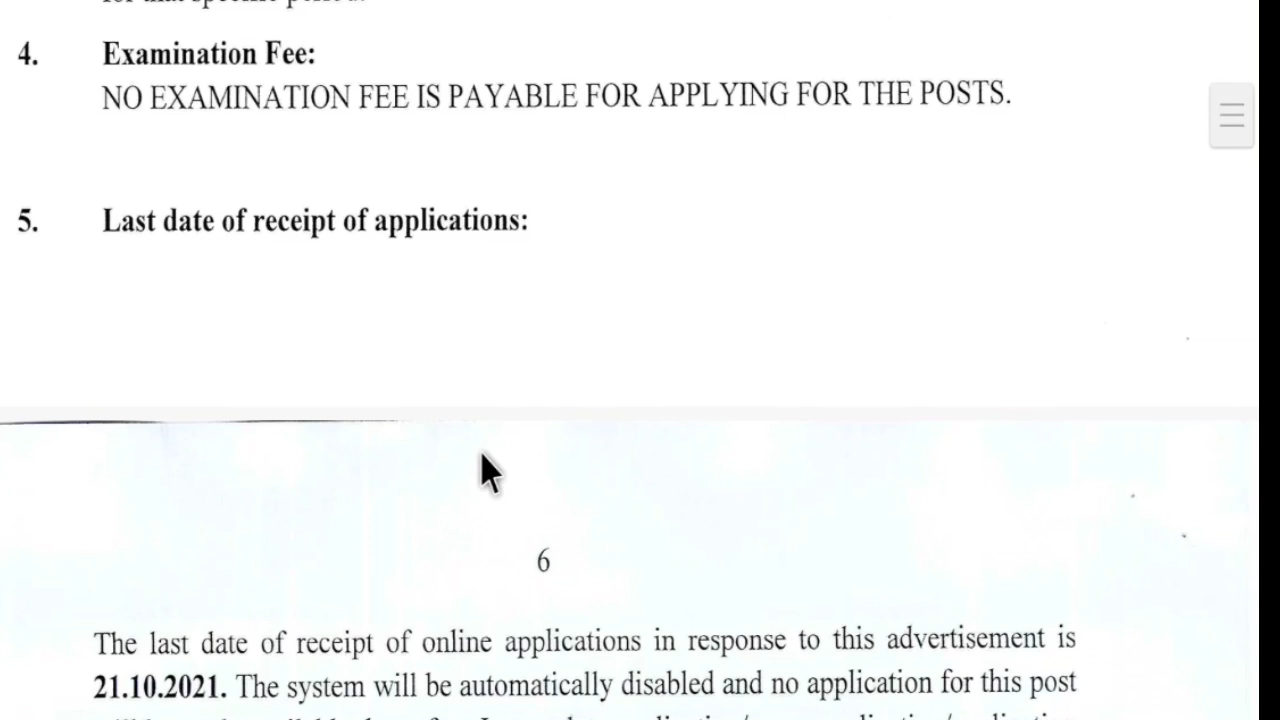 4. Examination Fee:
NO EXAMINATION FEE IS PAYABLE FOR APPLYING FOR THE POSTS.
5. Last date of receipt of applications:
6
The last date of receipt of online applications in response to this advertisement is
21.10.2021. The system will be automatically disabled and no application for this post